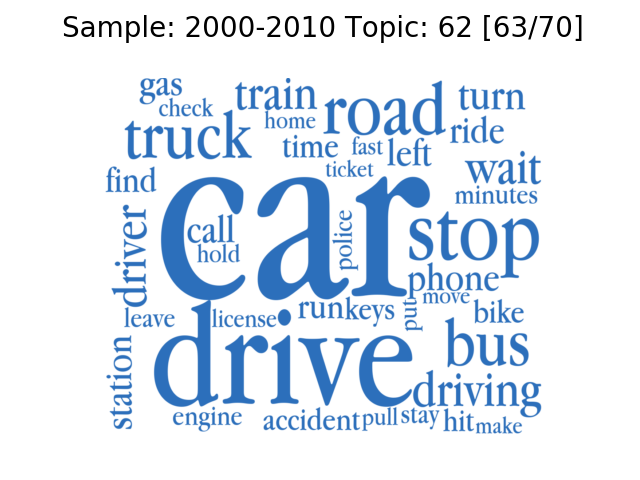 Sample: 2000-2010 Topic: 62 [63/70]
gas
train
turn
check
home
road
truck
time
fast
left
ride
ticket
wait
find
minutes
car
call
hold
police
driver
stop
phone
move
put
run
keys
leave
license
bike
drive
bus
station
driving
engine
accident
pull
stay
hit
make